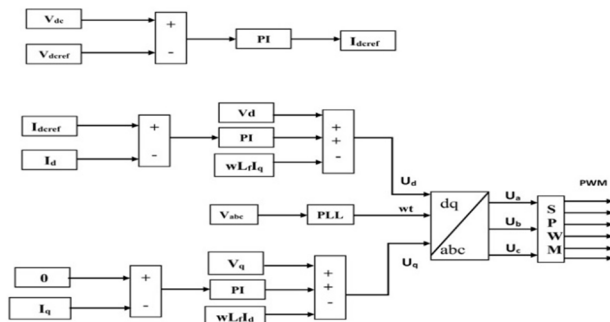 Vdc
+
PI
Idcref
Vdcref
-
Vd
Idcref
+
+
PI
+
Id
-
wLfIq
-
Ud
PWM
dq
Ua
S
Vabc
PLL
wt
Ub
P
W
abc
Uc
M
Vq
Uq
0
+
+
PI
+
Iq
-
wLfId
-